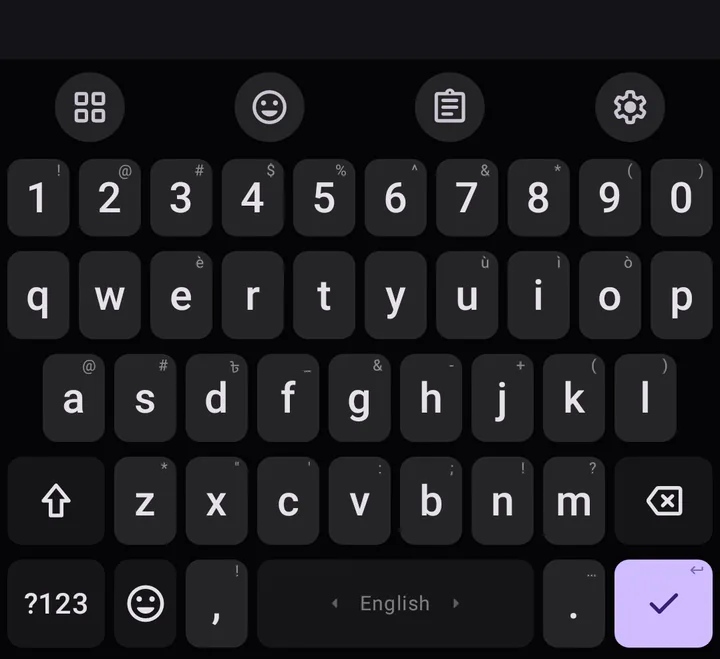 ! @ # $ % ^ & * ( )
1 2 3 4 5 6 7 8 9 0
è ù ì ò
q w e r t y u i o p
@ # _ & - + ( )
a s d f g h j k l
* " ' : ; ! ?
z x c v b n m
! …
?123 , English .